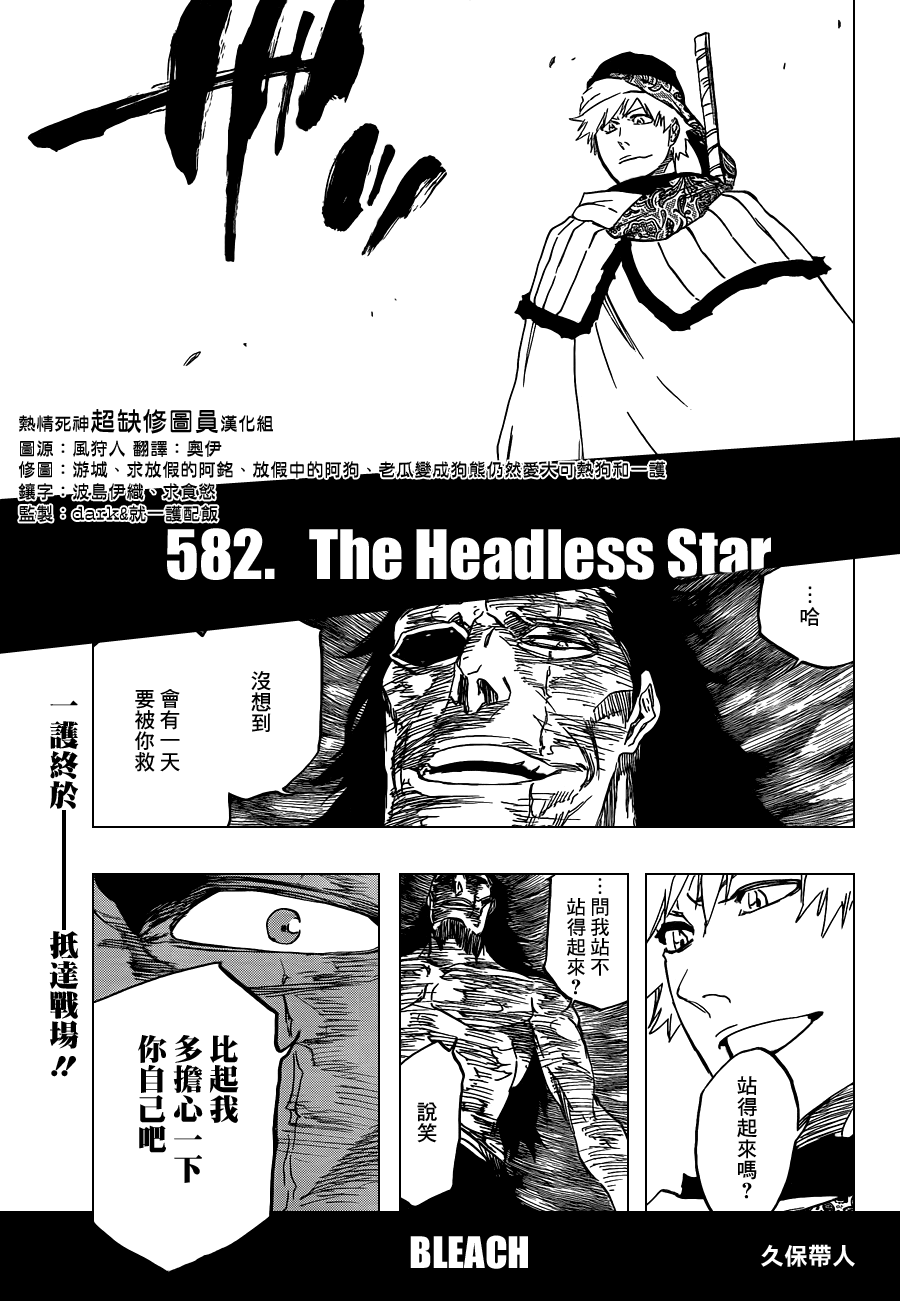 熱情死神超缺修圖員漢化組
圖源：風狩人 翻譯：奧伊
修圖：游城、求放假的阿銘、放假中的阿狗、老瓜變成狗熊仍然愛大可熱狗和一護
鑲字：波島伊織、求食慾
監製：dark&就一護配飯
582. The Headless Star
…哈
沒想到
會有一天
要被你救
一護終於——抵達戰場!!
站得起來嗎？
…問我站不
站得起來？
說笑
比起我
多擔心一下
你自己吧
BLEACH
久保帶人